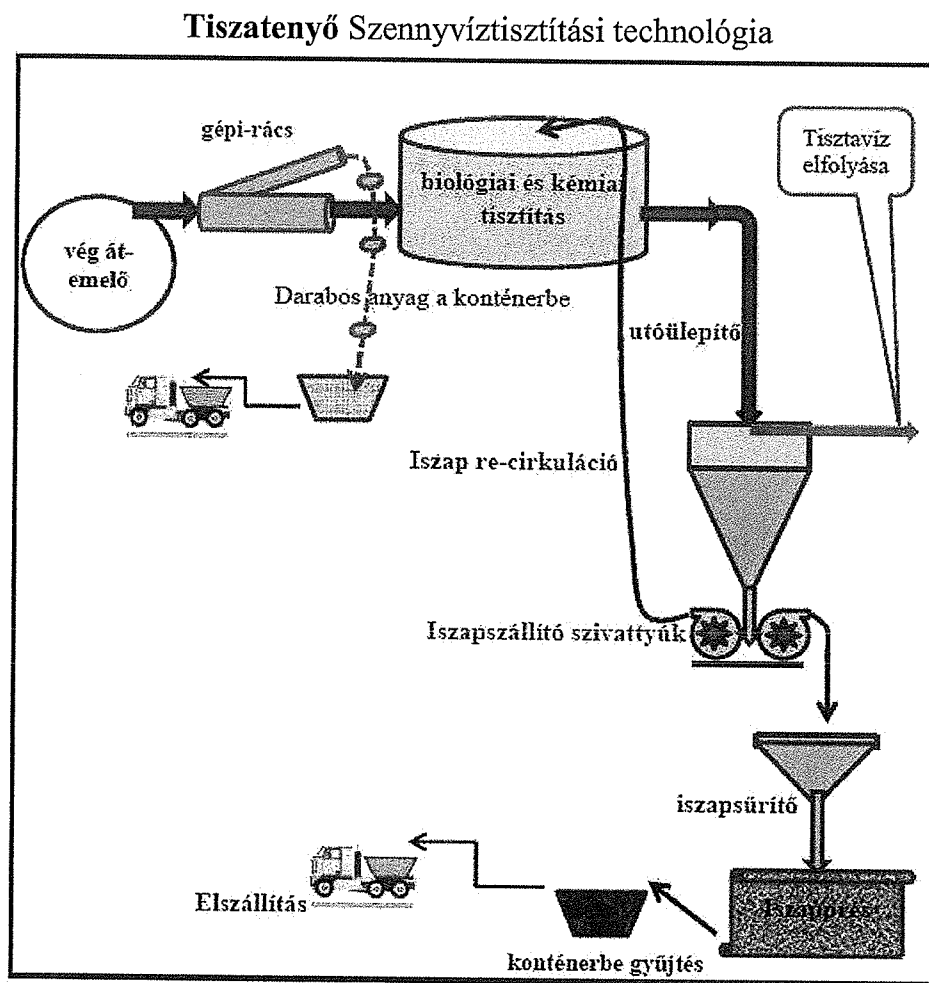 Tiszatenyő Szennyvíztisztítási technológia
gépi-rács
Tisztavíz
elfolyása
biológiai és kémiai
tisztítás
vég át-
emelő
Darabos anyag a konténerbe
utóülepítő
Iszap re-cirkuláció
Iszapszállító szivattyúk
iszapsűrítő
Iszapprés
Elszállítás
konténerbe gyűjtés